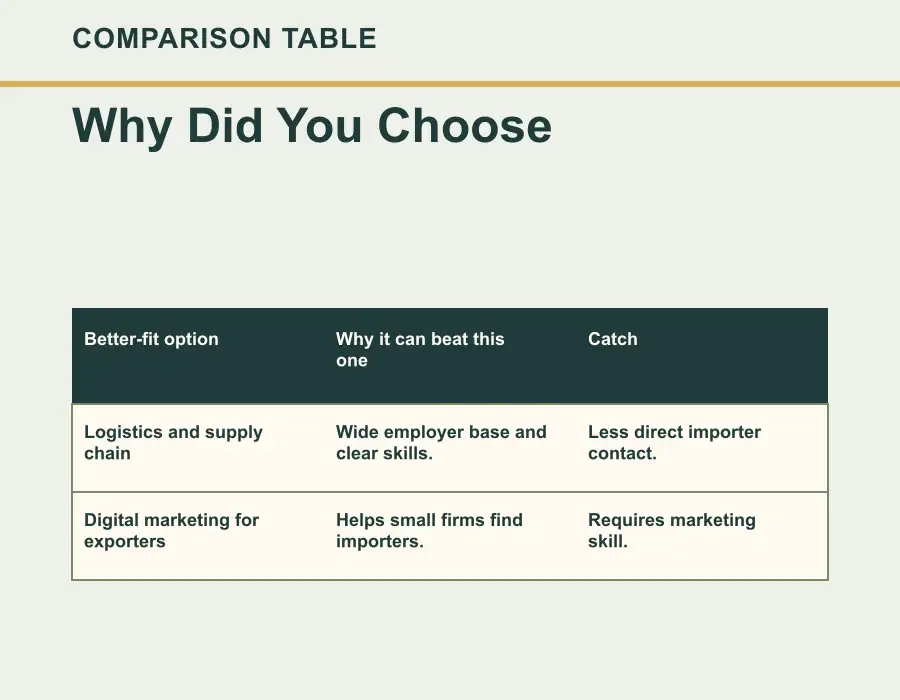 COMPARISON TABLE
Why Did You Choose
Better-fit option
Why it can beat this
one
Catch
Logistics and supply
chain
Wide employer base and
clear skills.
Less direct importer
contact.
Digital marketing for
exporters
Helps small firms find
importers.
Requires marketing
skill.